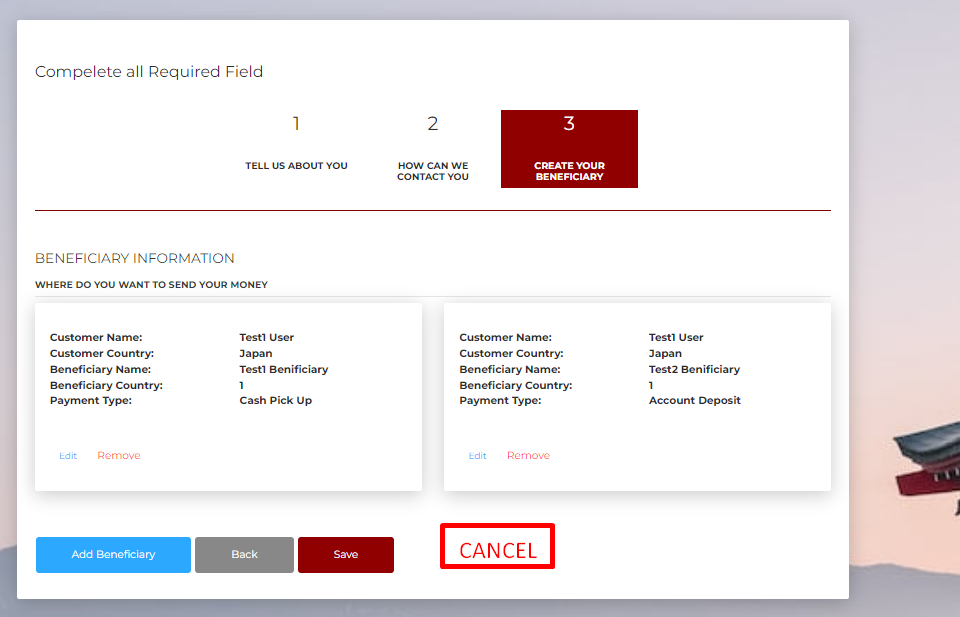 Compelete all Required Field
1
TELL US ABOUT YOU
2
HOW CAN WE
CONTACT YOU
3
CREATE YOUR
BENEFICIARY
BENEFICIARY INFORMATION
WHERE DO YOU WANT TO SEND YOUR MONEY
Customer Name: Test1 User
Customer Country: Japan
Beneficiary Name: Test1 Benificiary
Beneficiary Country: 1
Payment Type: Cash Pick Up
Edit Remove
Customer Name: Test1 User
Customer Country: Japan
Beneficiary Name: Test2 Benificiary
Beneficiary Country: 1
Payment Type: Account Deposit
Edit Remove
Add Beneficiary Back Save CANCEL